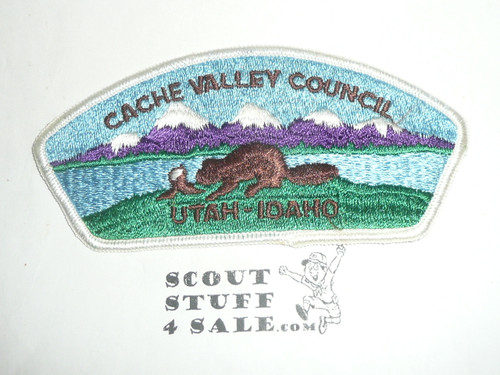 CACHE VALLEY COUNCIL
UTAH-IDAHO
SCOUT
STUFF
4 SALE.COM